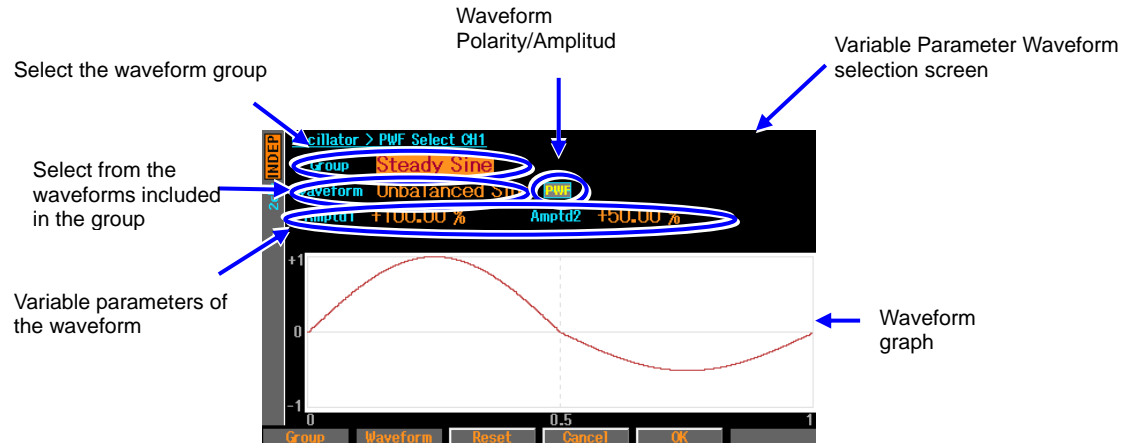 Waveform
Polarity/Amplitud
Variable Parameter Waveform
selection screen
Select the waveform group
Select from the
waveforms included
in the group
Variable parameters of
the waveform
Waveform
graph
INDEP
PWF Select CH1
Group Steady Sine
Waveform Unbalanced PWF
Amptd1 +100.00 % Amptd2 +50.00 %
+1
0
-1
0 0.5 1
Group Waveform Reset Cancel OK